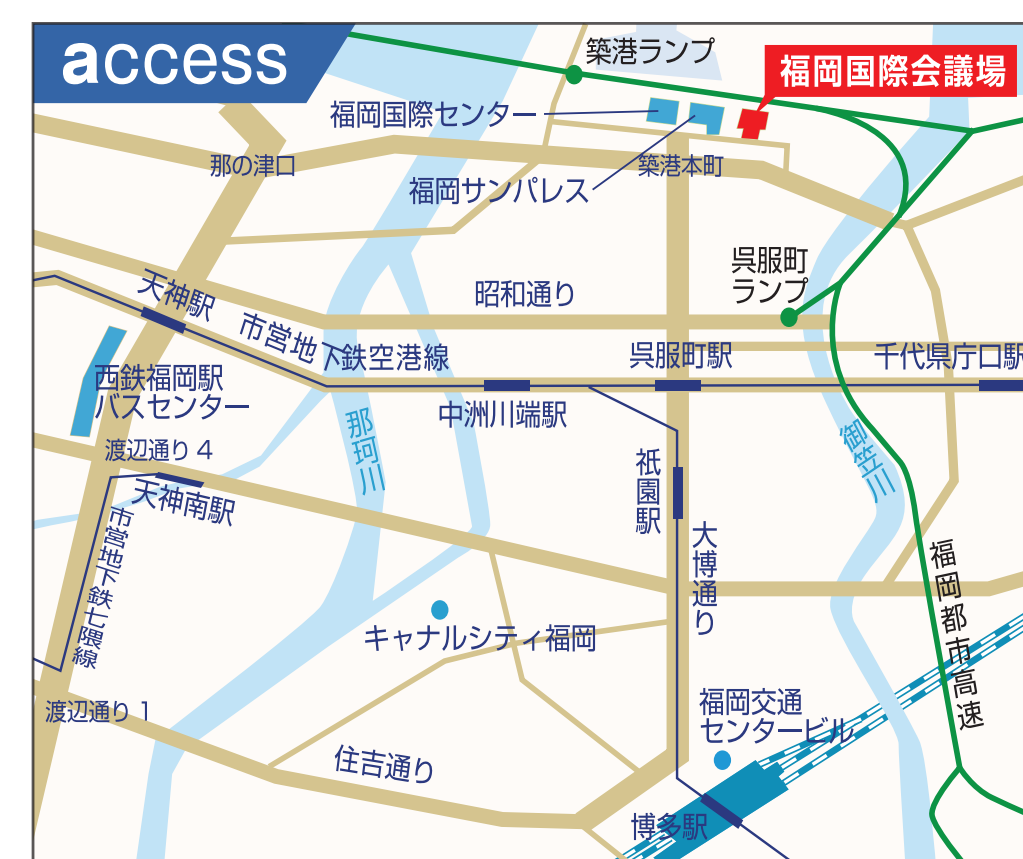 access
築港ランプ
福岡国際会議場
福岡国際センター
那の津口
築港本町
福岡サンパレス
呉服町
ランプ
天神駅
昭和通り
市営地下鉄空港線
呉服町駅
千代県庁口駅
西鉄福岡駅
バスセンター
中洲川端駅
那珂川
御笠川
渡辺通り4
天神南駅
祇園駅
市営地下鉄七隈線
大博通り
福岡都市高速
キャナルシティ福岡
渡辺通り1
福岡交通
センタービル
住吉通り
博多駅